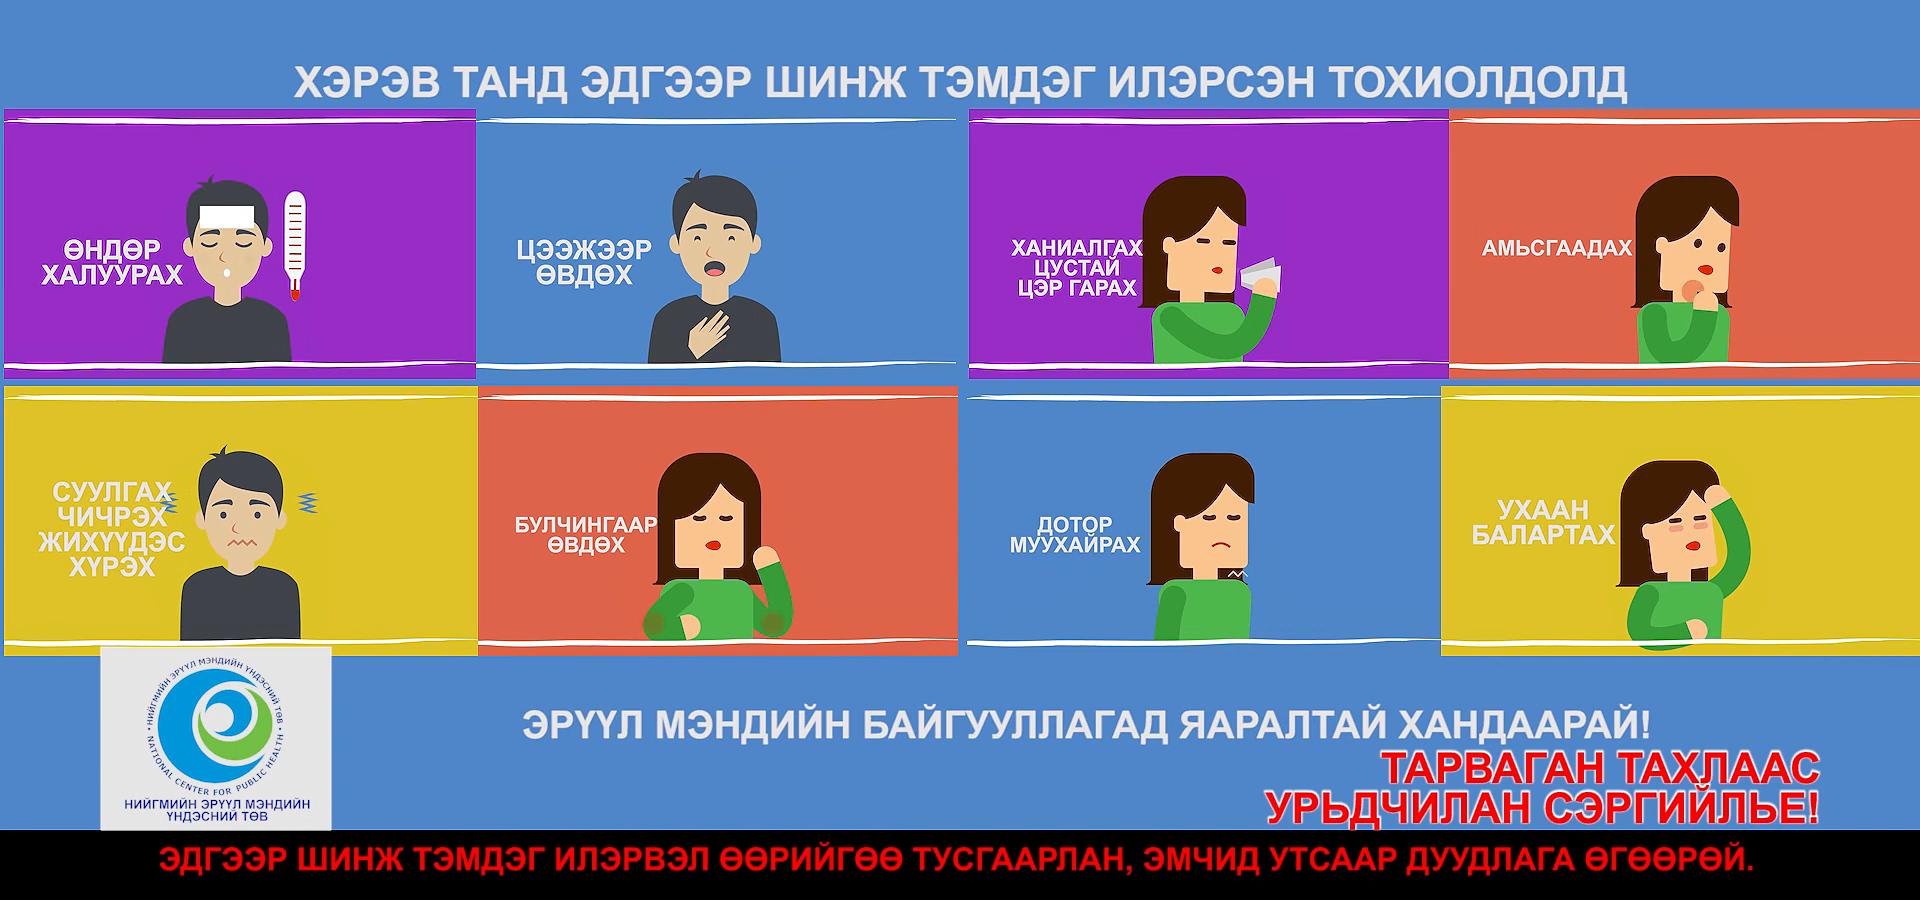 ХЭРЭВ ТАНД ЭДГЭЭР ШИНЖ ТЭМДЭГ ИЛЭРСЭН ТОХИОЛДОЛД
ӨНДӨР
ХАЛУУРАХ
ЦЭЭЖЭЭР
ӨВДӨХ
ХАНИАЛГАХ
ЦУСТАЙ
ЦЭР ГАРАХ
АМЬСГААДАХ
СУУЛГАХ
ЧИЧРЭХ
ЖИХҮҮДЭС
ХҮРЭХ
БУЛЧИНГААР
ӨВДӨХ
ДОТОР
МУУХАЙРАХ
УХААН
БАЛАРТАХ
ЭРҮҮЛ МЭНДИЙН БАЙГУУЛЛАГАД ЯАРАЛТАЙ ХАНДААРАЙ!
ТАРВАГАН ТАХЛААС
УРЬДЧИЛАН СЭРГИЙЛЬЕ!
НИЙГМИЙН ЭРҮҮЛ МЭНДИЙН ҮНДЭСНИЙ ТӨВ
NATIONAL CENTER FOR PUBLIC HEALTH
НИЙГМИЙН ЭРҮҮЛ МЭНДИЙН
ҮНДЭСНИЙ ТӨВ
ЭДГЭЭР ШИНЖ ТЭМДЭГ ИЛЭРВЭЛ ӨӨРИЙГӨӨ ТУСГААРЛАН, ЭМЧИД УТСААР ДУУДЛАГА ӨГӨӨРӨЙ.